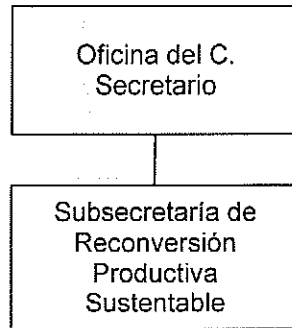 Oficina del C.
Secretario
Subsecretaría de
Reconversión
Productiva
Sustentable